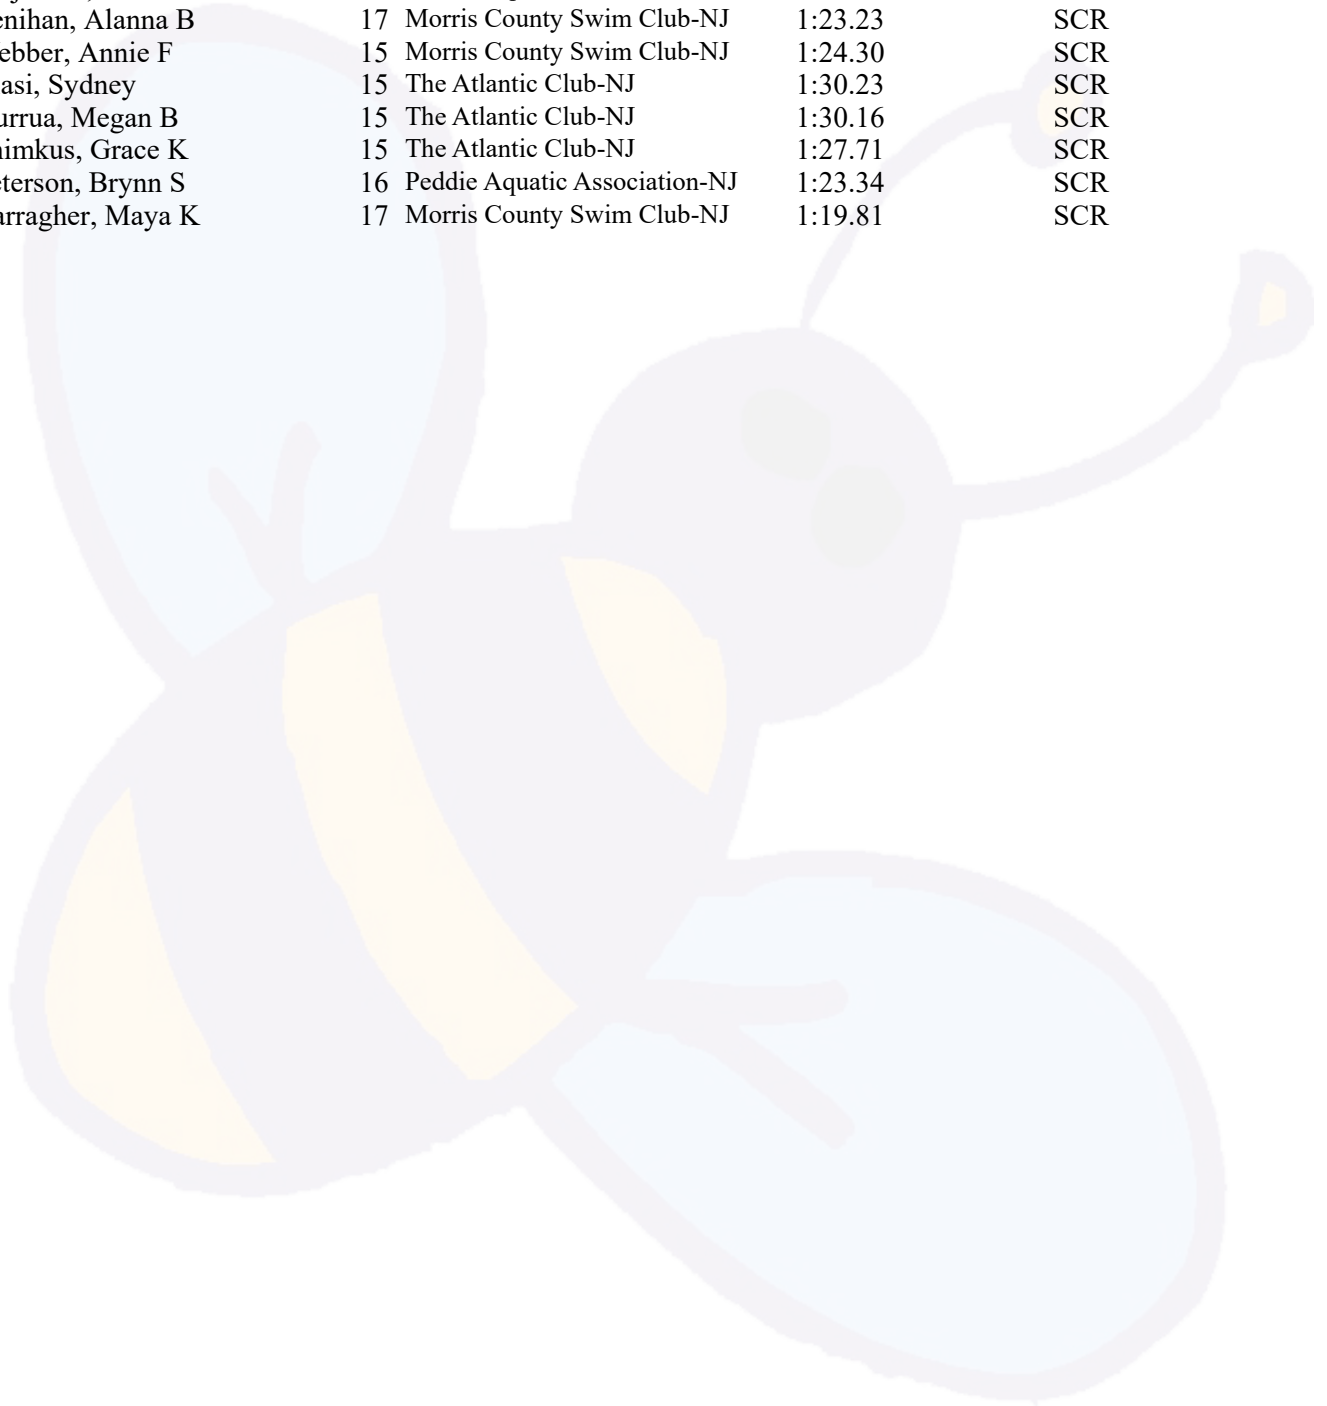 enihan, Alanna B 17 Morris County Swim Club-NJ 1:23.23 SCR
ebber, Annie F 15 Morris County Swim Club-NJ 1:24.30 SCR
asi, Sydney 15 The Atlantic Club-NJ 1:30.23 SCR
urrua, Megan B 15 The Atlantic Club-NJ 1:30.16 SCR
himkus, Grace K 15 The Atlantic Club-NJ 1:27.71 SCR
eterson, Brynn S 16 Peddie Aquatic Association-NJ 1:23.34 SCR
arragher, Maya K 17 Morris County Swim Club-NJ 1:19.81 SCR